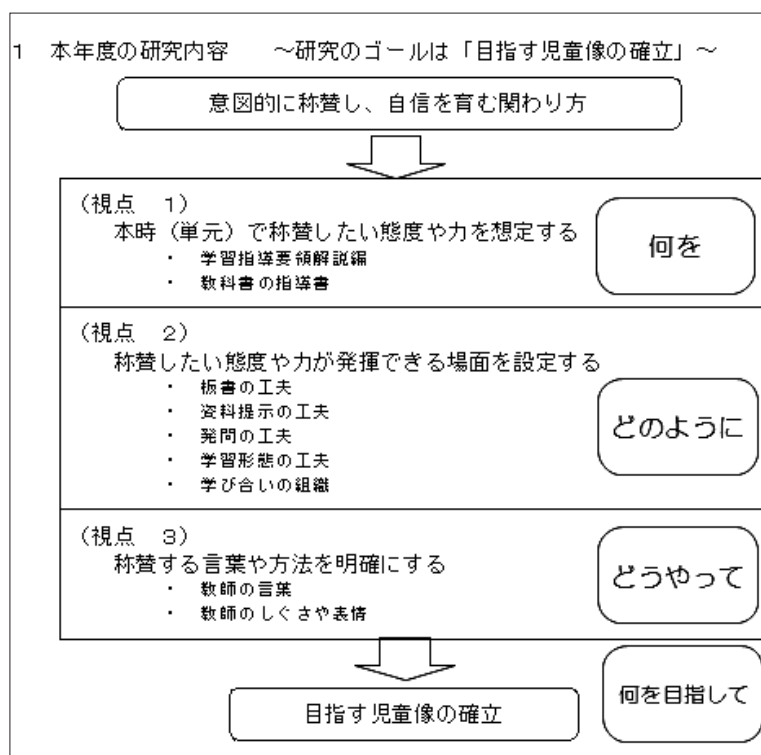 1 本年度の研究内容 ～研究のゴールは「目指す児童像の確立」～
意図的に称賛し、自信を育む関わり方
（視点 1）
本時（単元）で称賛したい態度や力を想定する
・ 学習指導要領解説編
・ 教科書の指導書
何を
（視点 2）
称賛したい態度や力が発揮できる場面を設定する
・ 板書の工夫
・ 資料提示の工夫
・ 発問の工夫
・ 学習形態の工夫
・ 学び合いの組織
どのように
（視点 3）
称賛する言葉や方法を明確にする
・ 教師の言葉
・ 教師のしぐさや表情
どうやって
目指す児童像の確立
何を目指して